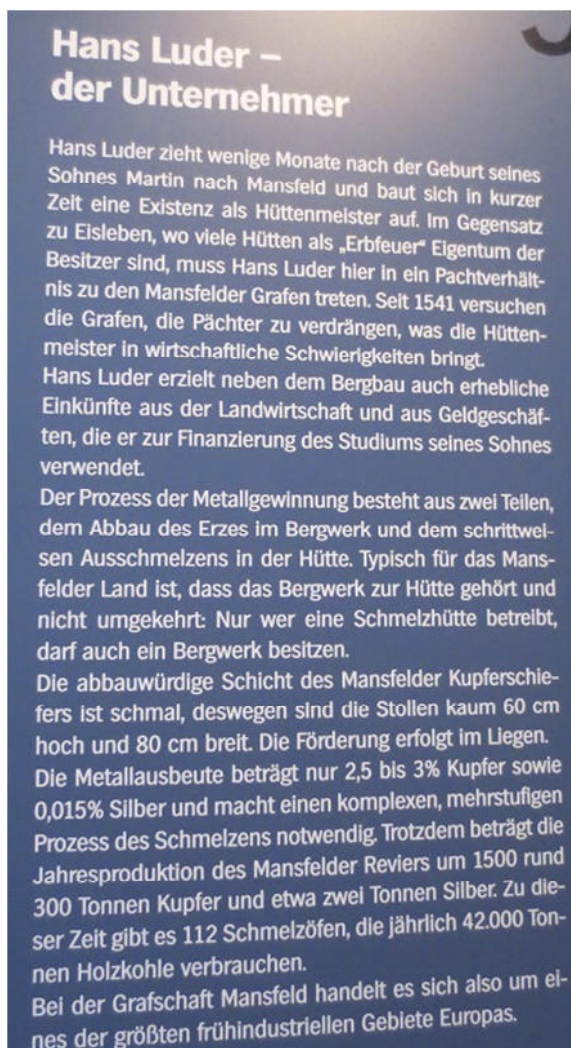 Hans Luder –
der Unternehmer
Hans Luder zieht wenige Monate nach der Geburt seines
Sohnes Martin nach Mansfeld und baut sich in kurzer
Zeit eine Existenz als Hüttenmeister auf. Im Gegensatz
zu Eisleben, wo viele Hütten als „Erbfeuer“ Eigentum der
Besitzer sind, muss Hans Luder hier in ein Pachtverhält-
nis zu den Mansfelder Grafen treten. Seit 1541 versuchen
die Grafen, die Pächter zu verdrängen, was die Hütten-
meister in wirtschaftliche Schwierigkeiten bringt.
Hans Luder erzielt neben dem Bergbau auch erhebliche
Einkünfte aus der Landwirtschaft und aus Geldgeschäf-
ten, die er zur Finanzierung des Studiums seines Sohnes
verwendet.
Der Prozess der Metallgewinnung besteht aus zwei Teilen,
dem Abbau des Erzes im Bergwerk und dem schrittwei-
sen Ausschmelzens in der Hütte. Typisch für das Mans-
felder Land ist, dass das Bergwerk zur Hütte gehört und
nicht umgekehrt: Nur wer eine Schmelzhütte betreibt,
darf auch ein Bergwerk besitzen.
Die abbauwürdige Schicht des Mansfelder Kupferschie-
fers ist schmal, deswegen sind die Stollen kaum 60 cm
hoch und 80 cm breit. Die Förderung erfolgt im Liegen.
Die Metallausbeute beträgt nur 2,5 bis 3% Kupfer sowie
0,015% Silber und macht einen komplexen, mehrstufigen
Prozess des Schmelzens notwendig. Trotzdem beträgt die
Jahresproduktion des Mansfelder Reviers um 1500 rund
300 Tonnen Kupfer und etwa zwei Tonnen Silber. Zu die-
ser Zeit gibt es 112 Schmelzöfen, die jährlich 42.000 Ton-
nen Holzkohle verbrauchen.
Bei der Grafschaft Mansfeld handelt es sich also um ei-
nes der größten frühindustriellen Gebiete Europas.